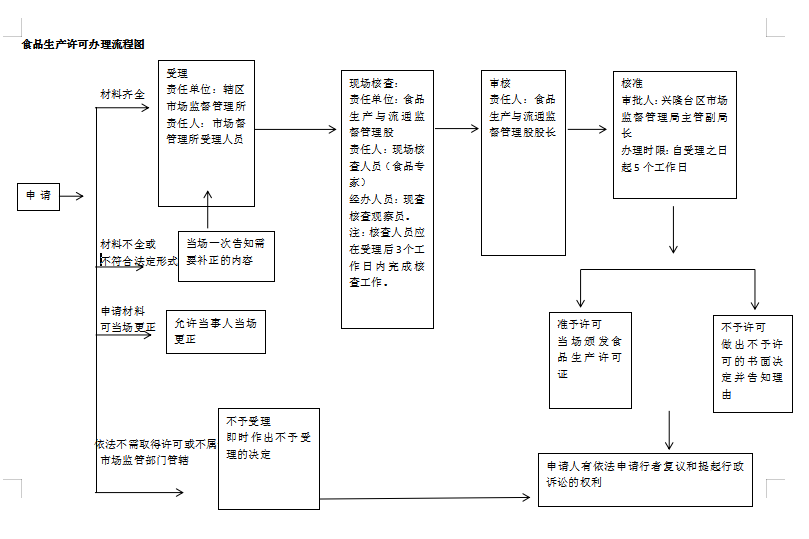 食品生产许可办理流程图
申 请
材料齐全
受理
责任单位：辖区
市场监督管理所
责任人：市场督
管理所受理人员
现场核查：
责任单位：食品
生产与流通监
督管理股
责任人：现场核
查人员（食品专
家）
经办人员：现查
核查观察员。
注：核查人员应
在受理后3个工
作日内完成核
查工作。
审核
责任人：食品
生产与流通监
督管理股股长
核准
审批人：兴隆台区市场
监督管理局主管副局
长
办理时限：自受理之日
起5个工作日
材料不全或
不符合法定形式
当场一次告知需
要补正的内容
申请材料
可当场更正
允许当事人当场
更正
准予许可
当场颁发食
品生产许可
证
不予许可
做出不予许
可的书面决
定并告知理
由
依法不需取得许可或不属
市场监管部门管辖
不予受理
即时作出不予受
理的决定
申请人有依法申请行者复议和提起行政
诉讼的权利